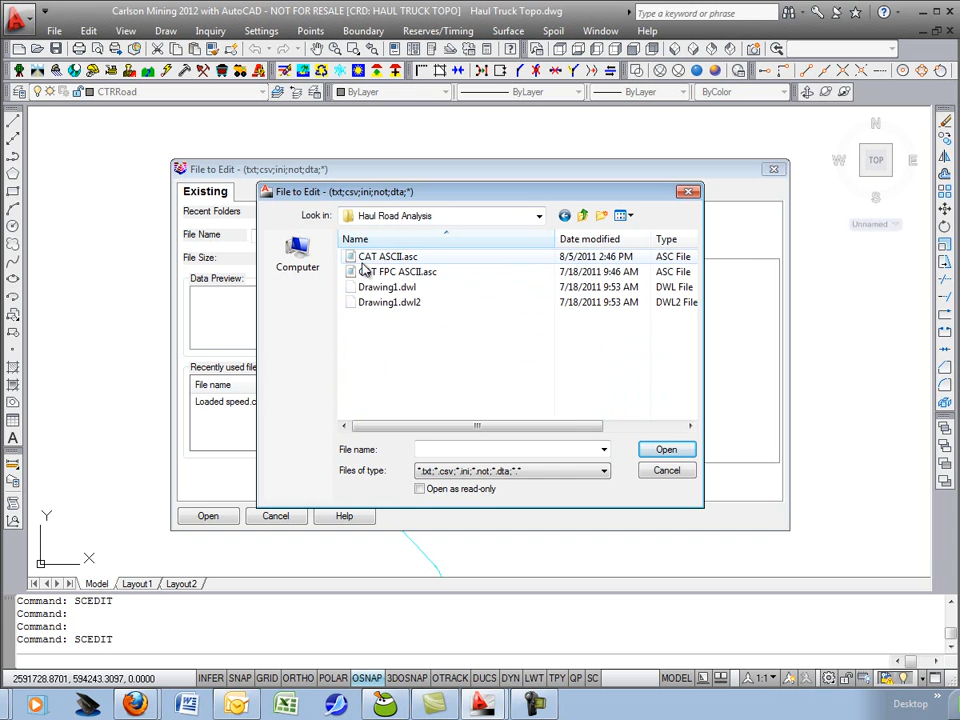 Carlson Mining 2012 with AutoCAD - NOT FOR RESALE [CRD: HAUL TRUCK TOPO] Haul Truck Topo.dwg
Type a keyword or phrase
File Edit View Draw Inquiry Settings Points Boundary Reserves/Timing Surface Spoil Window Help
CTRRoad
ByLayer
ByLayer
ByLayer
ByColor
N
W
TOP
E
S
Unnamed
File to Edit - (txt;csv;ini;not;dta;*)
Existing
Recent Folders
File Name
File Size:
Data Preview:
Recently used file
File name
Loaded speed.c
Open
Cancel
Help
File to Edit - (txt;csv;ini;not;dta;*)
Look in:
Haul Road Analysis
Computer
Name
Date modified
Type
CAT ASCII.asc
8/5/2011 2:46 PM
ASC File
CAT FPC ASCII.asc
7/18/2011 9:46 AM
ASC File
Drawing1.dwl
7/18/2011 9:53 AM
DWL File
Drawing1.dwl2
7/18/2011 9:53 AM
DWL2 File
File name:
Open
Files of type:
*.txt;*.csv;*.ini;*.not;*.dta;*.*
Cancel
Open as read-only
Y
X
Model Layout1 Layout2
Command: SCEDIT
Command:
Command:
Command: SCEDIT
2591728.8701, 594243.3097, 0.0000
INFER SNAP GRID ORTHO POLAR OSNAP 3DOSNAP OTRACK DUCS DYN LWT TPY QP SC
MODEL
1:1
Desktop